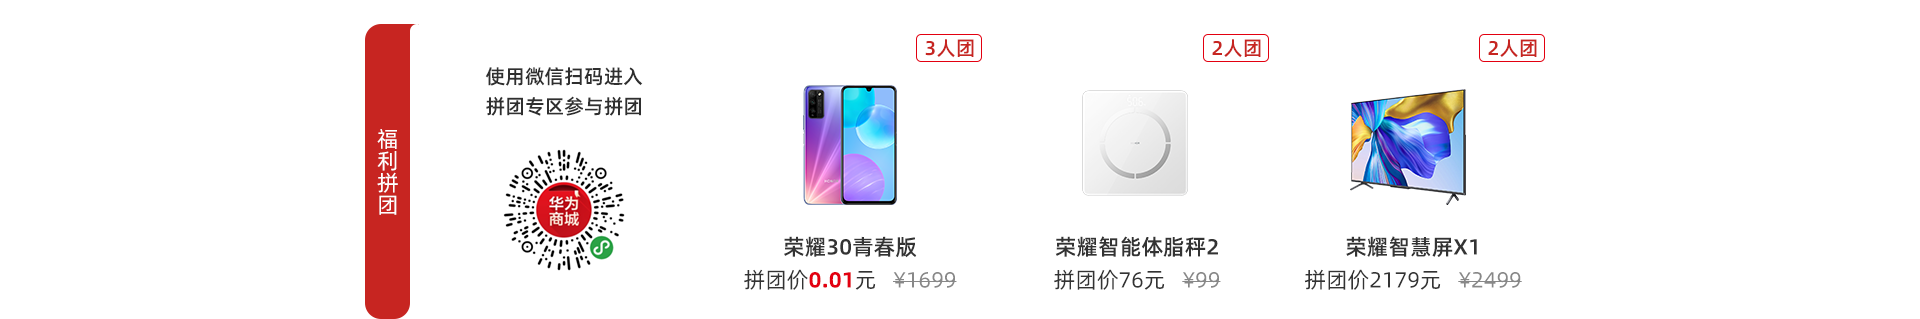 福利拼团
使用微信扫码进入
拼团专区参与拼团
华为
商城
3人团
荣耀30青春版
拼团价0.01元 ¥1699
2人团
荣耀智能体脂秤2
拼团价76元 ¥99
2人团
荣耀智慧屏X1
拼团价2179元 ¥2499